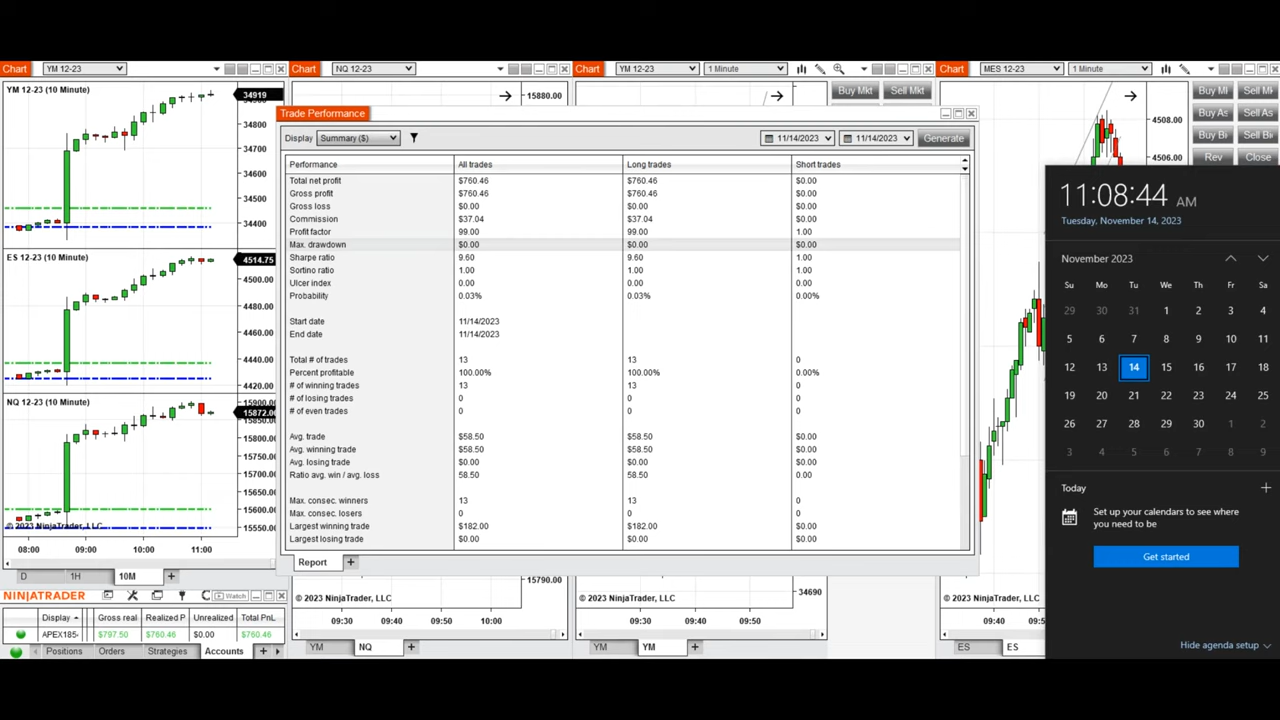 Chart YM 12-23
YM 12-23 (10 Minute)
34919
34800
34700
34600
34500
34400
ES 12-23 (10 Minute)
4514.75
4500.00
4480.00
4460.00
4440.00
4420.00
NQ 12-23 (10 Minute)
15900.00
15872.00
15850.00
15800.00
15750.00
15700.00
15650.00
15600.00
15550.00
© 2023 NinjaTrader, LLC
08:00 09:00 10:00 11:00
D 1H 10M +
NINJATRADER Watch
Display Gross real Realized P Unrealized Total PnL
APEX185 $797.50 $760.46 $0.00 $760.46
Positions Orders Strategies Accounts +
Chart NQ 12-23
15880.00
15790.00
© 2023 NinjaTrader, LLC
09:30 09:40 09:50 10:00
YM NQ +
Chart YM 12-23 1 Minute
Buy Mkt Sell Mkt
34690
© 2023 NinjaTrader, LLC
09:30 09:40 09:50
YM YM +
Trade Performance
Display Summary ($) 11/14/2023 11/14/2023 Generate
Performance All trades Long trades Short trades
Total net profit $760.46 $760.46 $0.00
Gross profit $760.46 $760.46 $0.00
Gross loss $0.00 $0.00 $0.00
Commission $37.04 $37.04 $0.00
Profit factor 99.00 99.00 1.00
Max. drawdown $0.00 $0.00 $0.00
Sharpe ratio 9.60 9.60 1.00
Sortino ratio 1.00 1.00 1.00
Ulcer index 0.00 0.00 0.00
Probability 0.03% 0.03% 0.00%
Start date 11/14/2023
End date 11/14/2023
Total # of trades 13 13 0
Percent profitable 100.00% 100.00% 0.00%
# of winning trades 13 13 0
# of losing trades 0 0 0
# of even trades 0 0 0
Avg. trade $58.50 $58.50 $0.00
Avg. winning trade $58.50 $58.50 $0.00
Avg. losing trade $0.00 $0.00 $0.00
Ratio avg. win / avg. loss 58.50 58.50 0.00
Max. consec. winners 13 13 0
Max. consec. losers 0 0 0
Largest winning trade $182.00 $182.00 $0.00
Largest losing trade $0.00 $0.00 $0.00
Report +
Chart MES 12-23 1 Minute
Buy M Sell M
Buy As Sell As
Buy Bi Sell Bi
Rev Close
4508.00
4506.00
© 2023 NinjaTrader, LLC
09:40 09:50
ES ES
11:08:44 AM
Tuesday, November 14, 2023
November 2023
Su Mo Tu We Th Fr Sa
29 30 31 1 2 3 4
5 6 7 8 9 10 11
12 13 14 15 16 17 18
19 20 21 22 23 24 25
26 27 28 29 30 1 2
3 4 5 6 7 8 9
Today +
Set up your calendars to see where
you need to be
Get started
Hide agenda setup